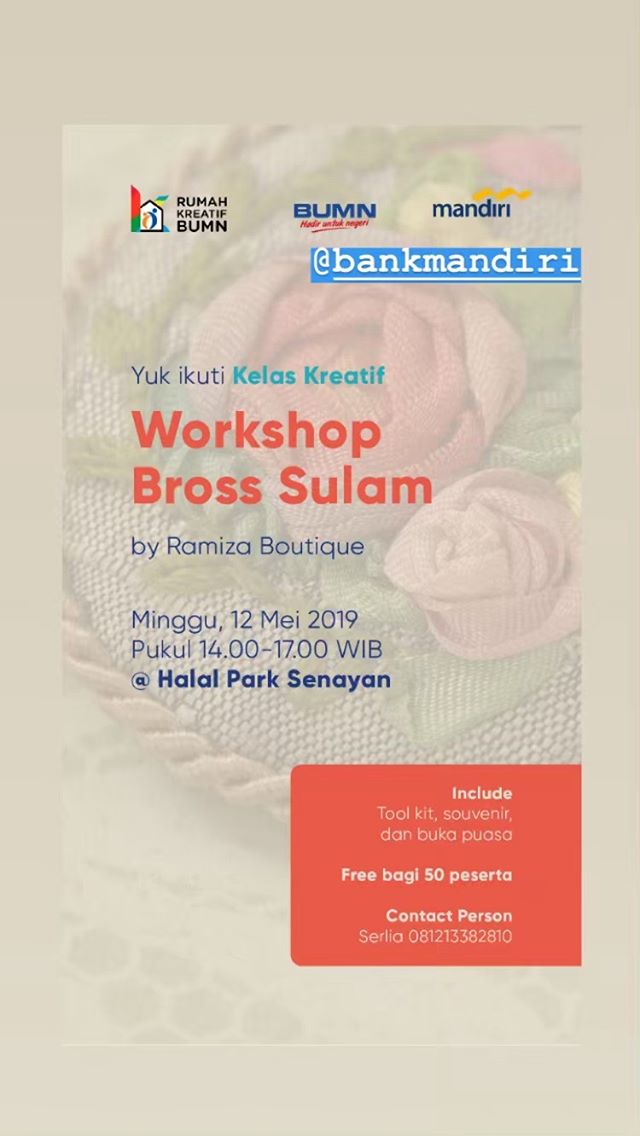 RUMAH
KREATIF
BUMN
BUMN
Hadir untuk negeri
mandiri
@bankmandiri
Yuk ikuti Kelas Kreatif
Workshop
Bross Sulam
by Ramiza Boutique
Minggu, 12 Mei 2019
Pukul 14.00-17.00 WIB
@ Halal Park Senayan
Include
Tool kit, souvenir,
dan buka puasa
Free bagi 50 peserta
Contact Person
Serlia 081213382810